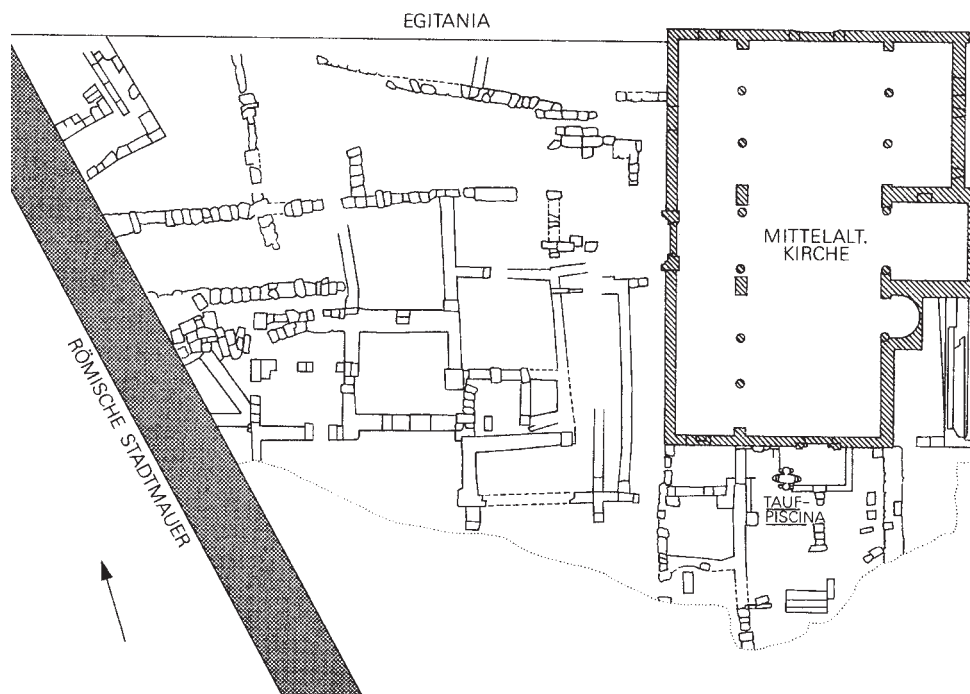 EGITANIA
MITTELALT.
KIRCHE
RÖMISCHE STADTMAUER
TAUF-
PISCINA